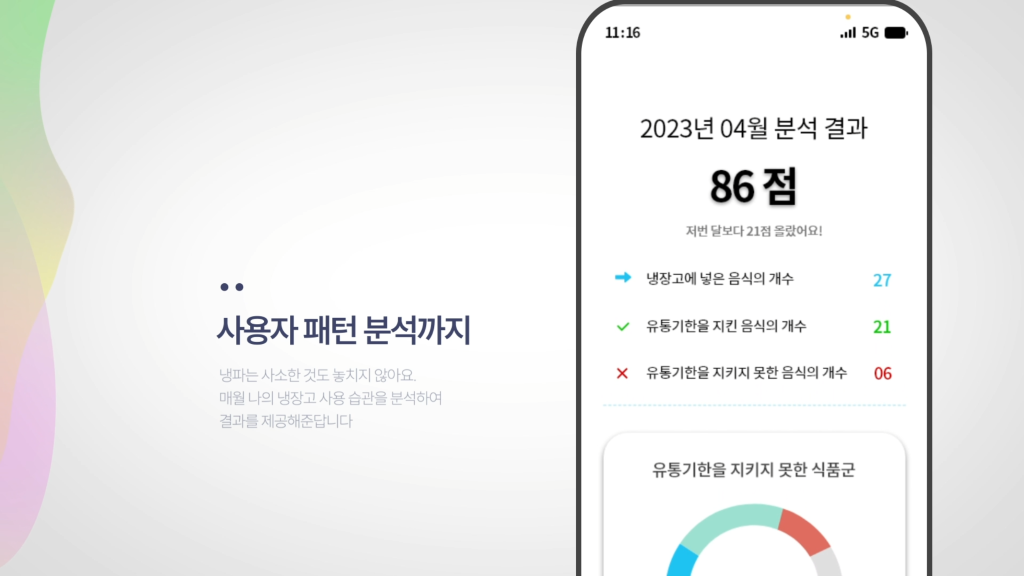 사용자 패턴 분석까지
냉파는 사소한 것도 놓치지 않아요.
매월 나의 냉장고 사용 습관을 분석하여
결과를 제공해준답니다
11:16
5G
2023년 04월 분석 결과
86 점
저번 달보다 21점 올랐어요!
냉장고에 넣은 음식의 개수 27
유통기한을 지킨 음식의 개수 21
유통기한을 지키지 못한 음식의 개수 06
유통기한을 지키지 못한 식품군